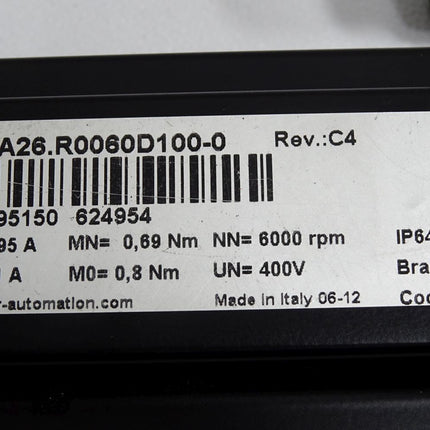 A26.R0060D100-0 Rev.:C4
95150 624954
95 A MN= 0,69 Nm NN= 6000 rpm IP64
A M0= 0,8 Nm UN= 400V Bra
r-automation.com Made in Italy 06-12 Coo